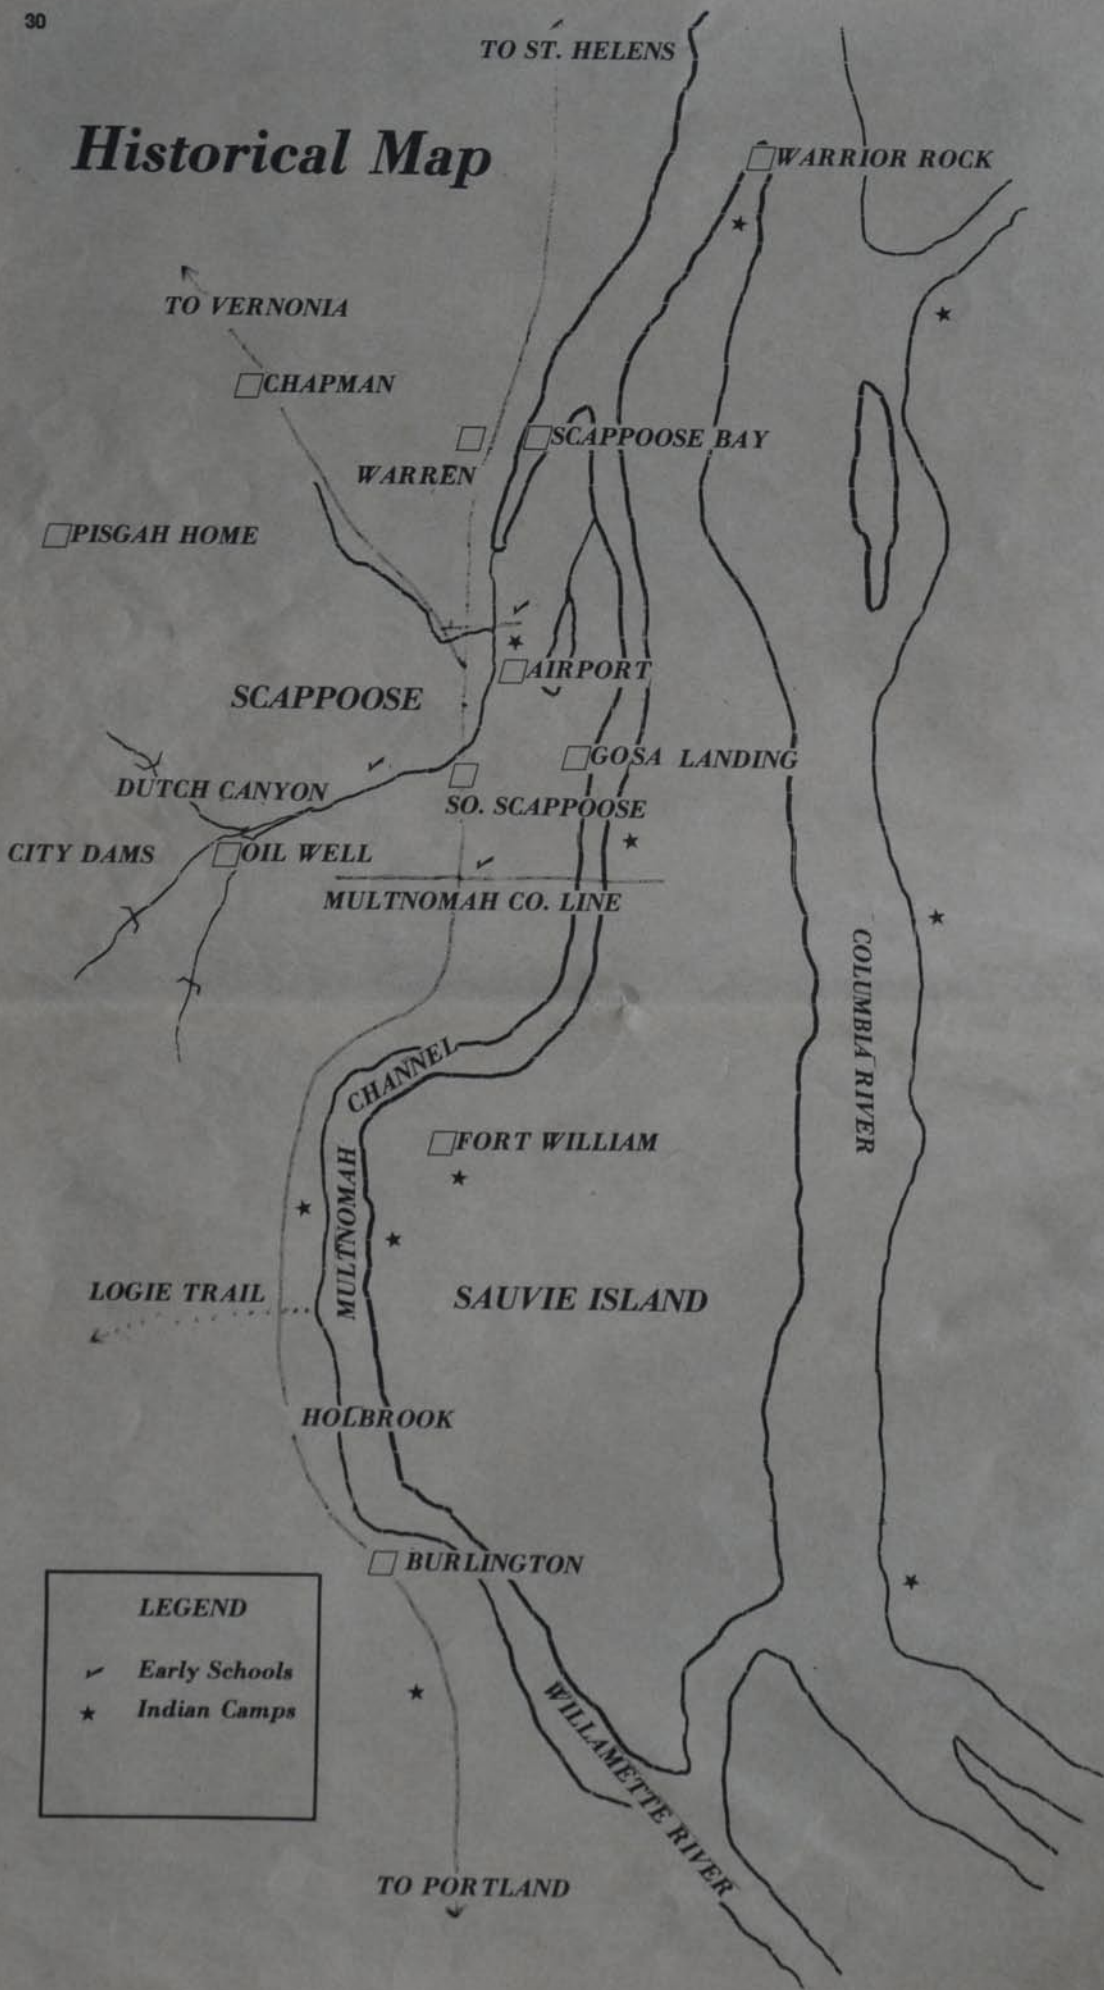 30
TO ST. HELENS
Historical Map
WARRIOR ROCK
TO VERNONIA
CHAPMAN
SCAPPOOSE BAY
WARREN
PISGAH HOME
AIRPORT
SCAPPOOSE
GOSA LANDING
DUTCH CANYON
SO. SCAPPOOSE
CITY DAMS
OIL WELL
MULTNOMAH CO. LINE
COLUMBIA RIVER
MULTNOMAH CHANNEL
FORT WILLIAM
LOGIE TRAIL
SAUVIE ISLAND
HOLBROOK
BURLINGTON
LEGEND
Early Schools
Indian Camps
WILLAMETTE RIVER
TO PORTLAND